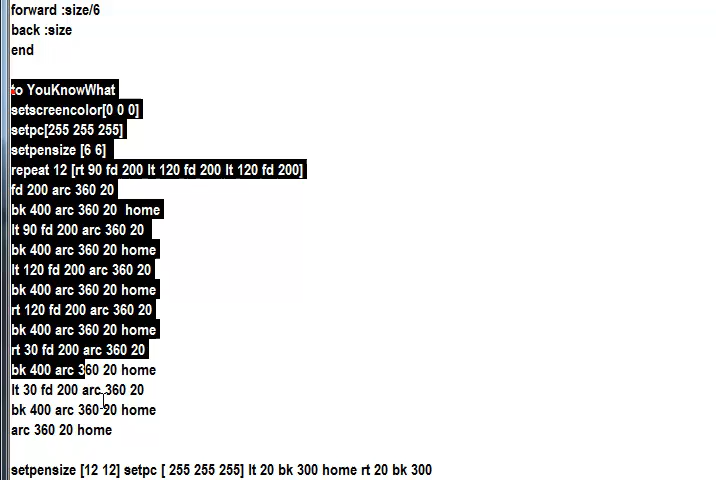 forward :size/6
back :size
end
to YouKnowWhat
setscreencolor[0 0 0]
setpc[255 255 255]
setpensize [6 6]
repeat 12 [rt 90 fd 200 lt 120 fd 200 lt 120 fd 200]
fd 200 arc 360 20
bk 400 arc 360 20  home
lt 90 fd 200 arc 360 20
bk 400 arc 360 20 home
lt 120 fd 200 arc 360 20
bk 400 arc 360 20 home
rt 120 fd 200 arc 360 20
bk 400 arc 360 20 home
rt 30 fd 200 arc 360 20
bk 400 arc 360 20 home
lt 30 fd 200 arc 360 20
bk 400 arc 360 20 home
arc 360 20 home
setpensize [12 12] setpc [ 255 255 255] lt 20 bk 300 home rt 20 bk 300